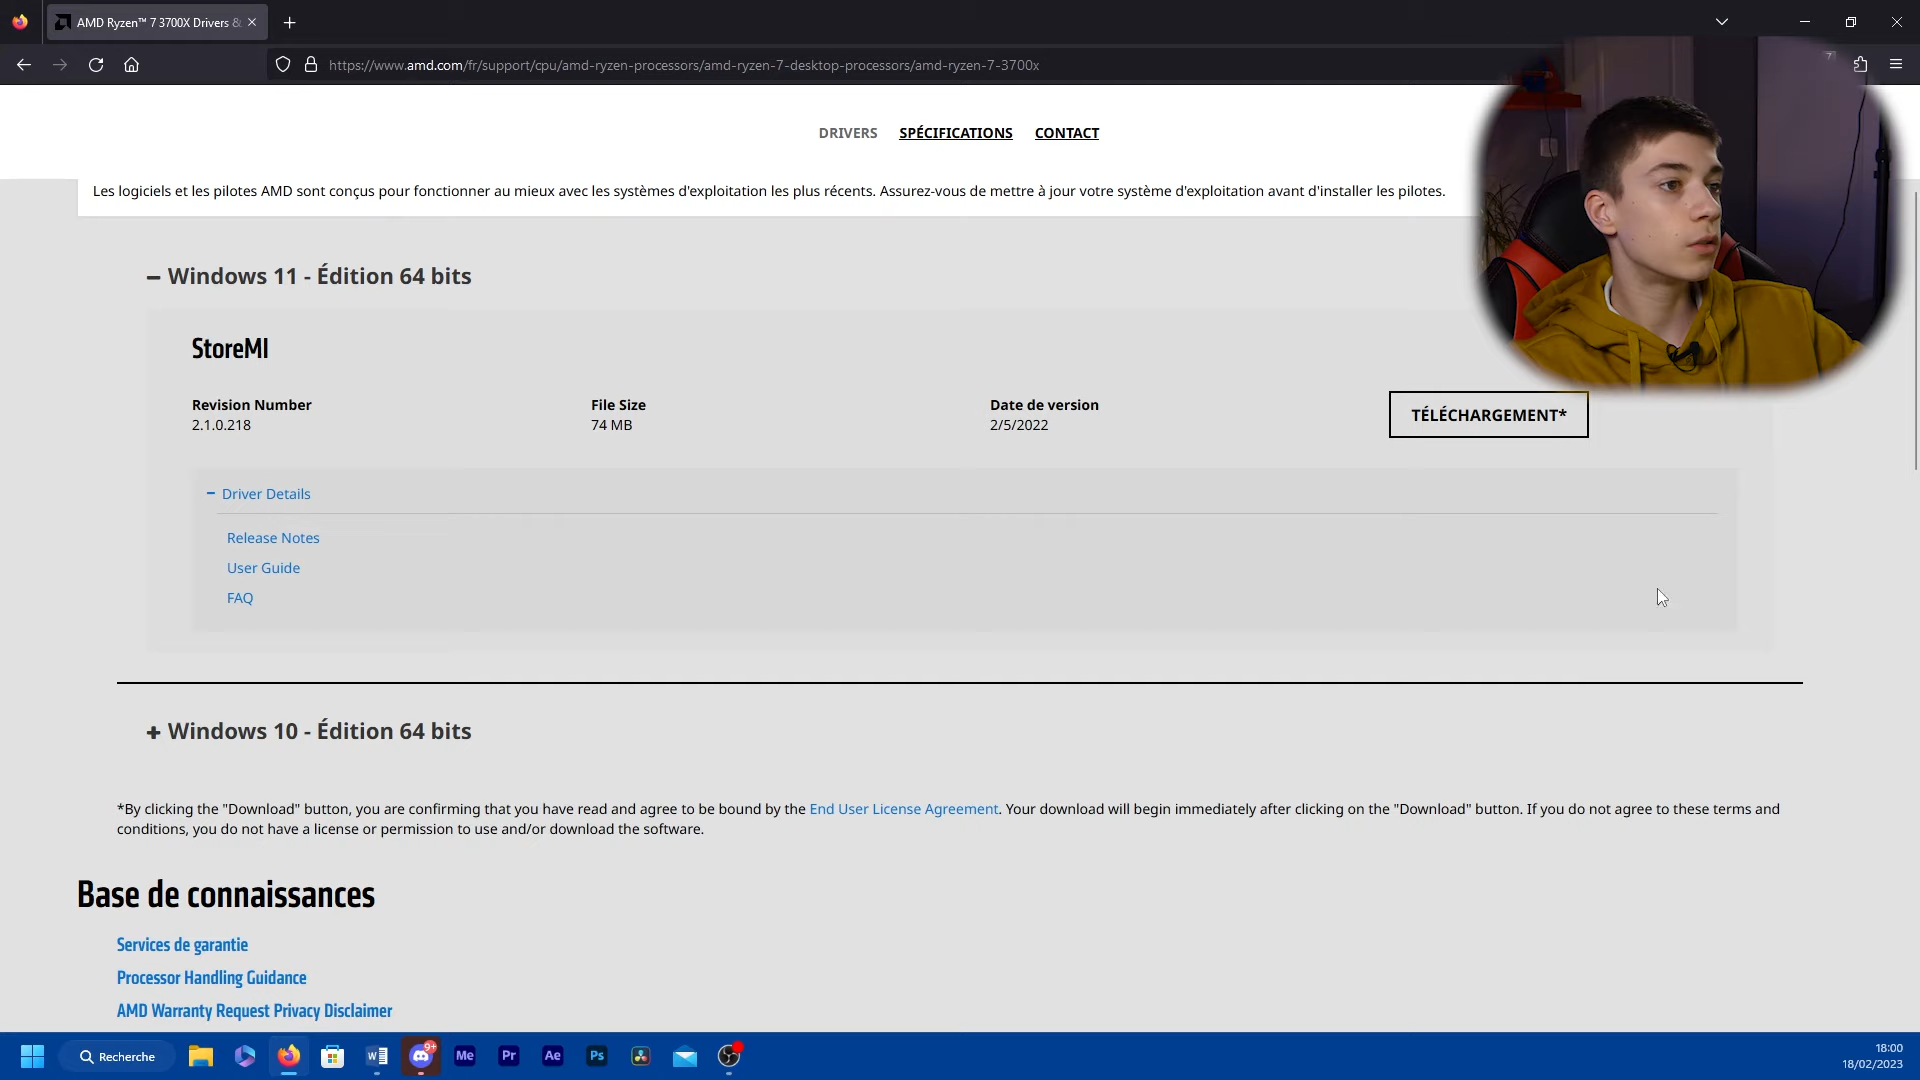 AMD Ryzen™ 7 3700X Drivers &
https://www.amd.com/fr/support/cpu/amd-ryzen-processors/amd-ryzen-7-desktop-processors/amd-ryzen-7-3700x
DRIVERS SPÉCIFICATIONS CONTACT
Les logiciels et les pilotes AMD sont conçus pour fonctionner au mieux avec les systèmes d'exploitation les plus récents. Assurez-vous de mettre à jour votre système d'exploitation avant d'installer les pilotes.
– Windows 11 - Édition 64 bits
StoreMI
Revision Number File Size Date de version
2.1.0.218 74 MB 2/5/2022
TÉLÉCHARGEMENT*
– Driver Details
Release Notes
User Guide
FAQ
+ Windows 10 - Édition 64 bits
*By clicking the "Download" button, you are confirming that you have read and agree to be bound by the End User License Agreement. Your download will begin immediately after clicking on the "Download" button. If you do not agree to these terms and
conditions, you do not have a license or permission to use and/or download the software.
Base de connaissances
Services de garantie
Processor Handling Guidance
AMD Warranty Request Privacy Disclaimer
Recherche 9+ Me Pr Ae Ps
18:00
18/02/2023